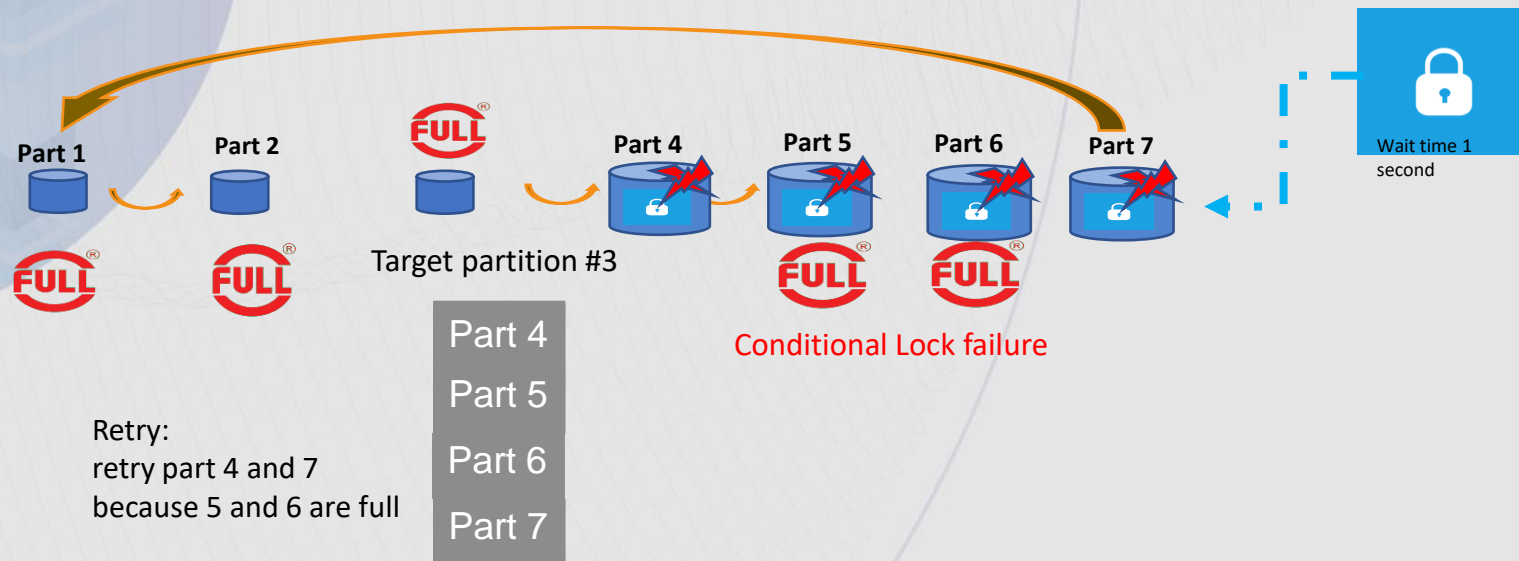 FULL®
Part 1
Part 2
Part 4
Part 5
Part 6
Part 7
Wait time 1
second
FULL®
FULL®
Target partition #3
FULL®
FULL®
Part 4
Part 5
Part 6
Part 7
Conditional Lock failure
Retry:
retry part 4 and 7
because 5 and 6 are full